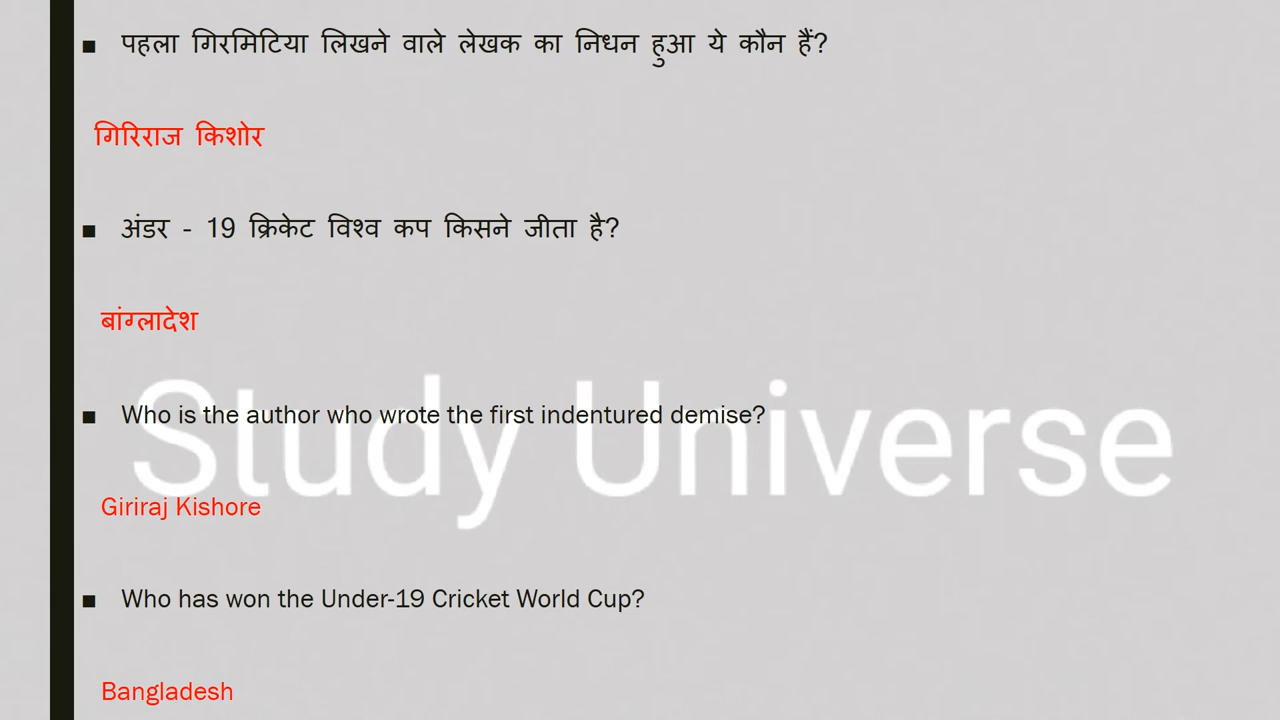 ▪ पहला गिरमिटिया लिखने वाले लेखक का निधन हुआ ये कौन हैं?
गिरिराज किशोर
▪ अंडर - 19 क्रिकेट विश्व कप किसने जीता है?
बांग्लादेश
▪ Who is the author who wrote the first indentured demise?
Study Universe
Giriraj Kishore
▪ Who has won the Under-19 Cricket World Cup?
Bangladesh